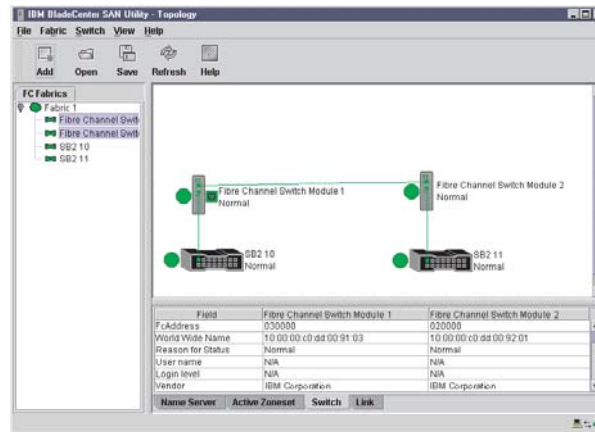 IBM BladeCenter SAN Utility - Topology
File Fabric Switch View Help
Add Open Save Refresh Help
FC Fabrics
Fabric 1
Fibre Channel Swit
Fibre Channel Swit
SB2 10
SB2 11
Fibre Channel Switch Module 1
Normal
Fibre Channel Switch Module 2
Normal
SB2 10
Normal
SB2 11
Normal
Field Fibre Channel Switch Module 1 Fibre Channel Switch Module 2
FcAddress 030000 020000
World Wide Name 10:00:00:c0:dd:00:91:03 10:00:00:c0:dd:00:92:01
Reason for Status Normal Normal
User name N/A N/A
Login level N/A N/A
Vendor IBM Corporation IBM Corporation
Name Server Active Zoneset Switch Link